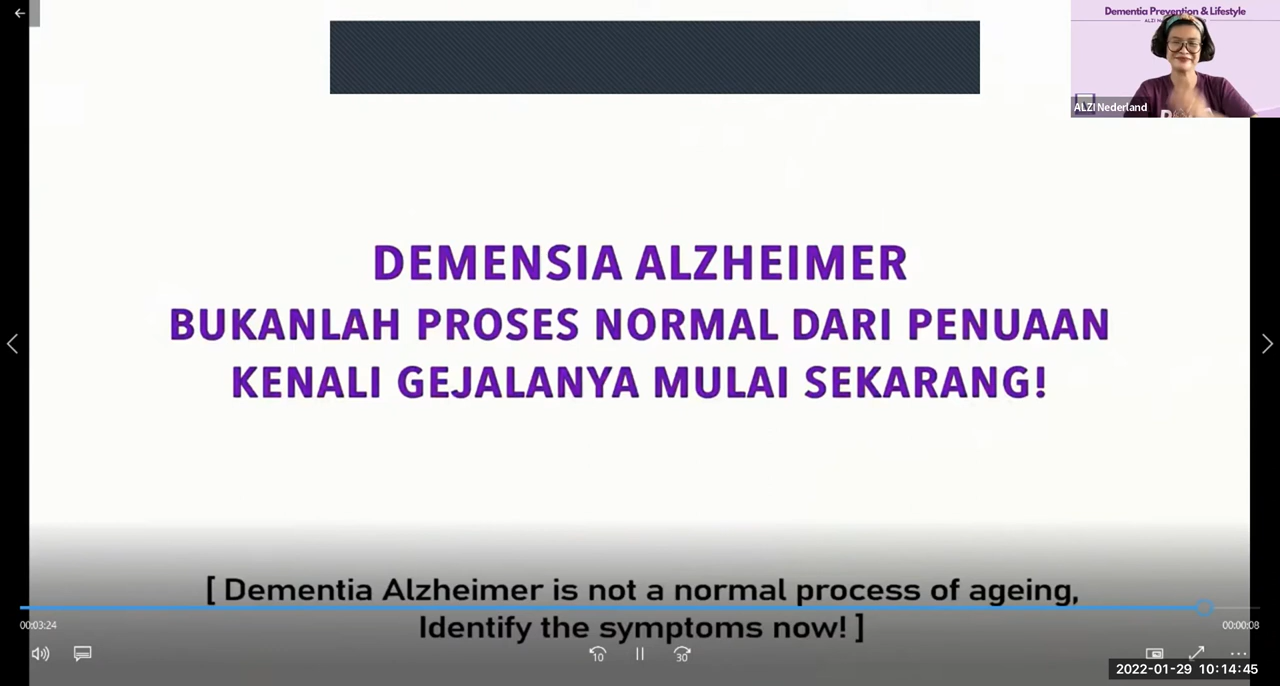 Dementia Prevention & Lifestyle
ALZI Nederland
DEMENSIA ALZHEIMER
BUKANLAH PROSES NORMAL DARI PENUAAN
KENALI GEJALANYA MULAI SEKARANG!
[ Dementia Alzheimer is not a normal process of ageing,
Identify the symptoms now! ]
00:03:24
00:00:08
10
30
2022-01-29 10:14:45